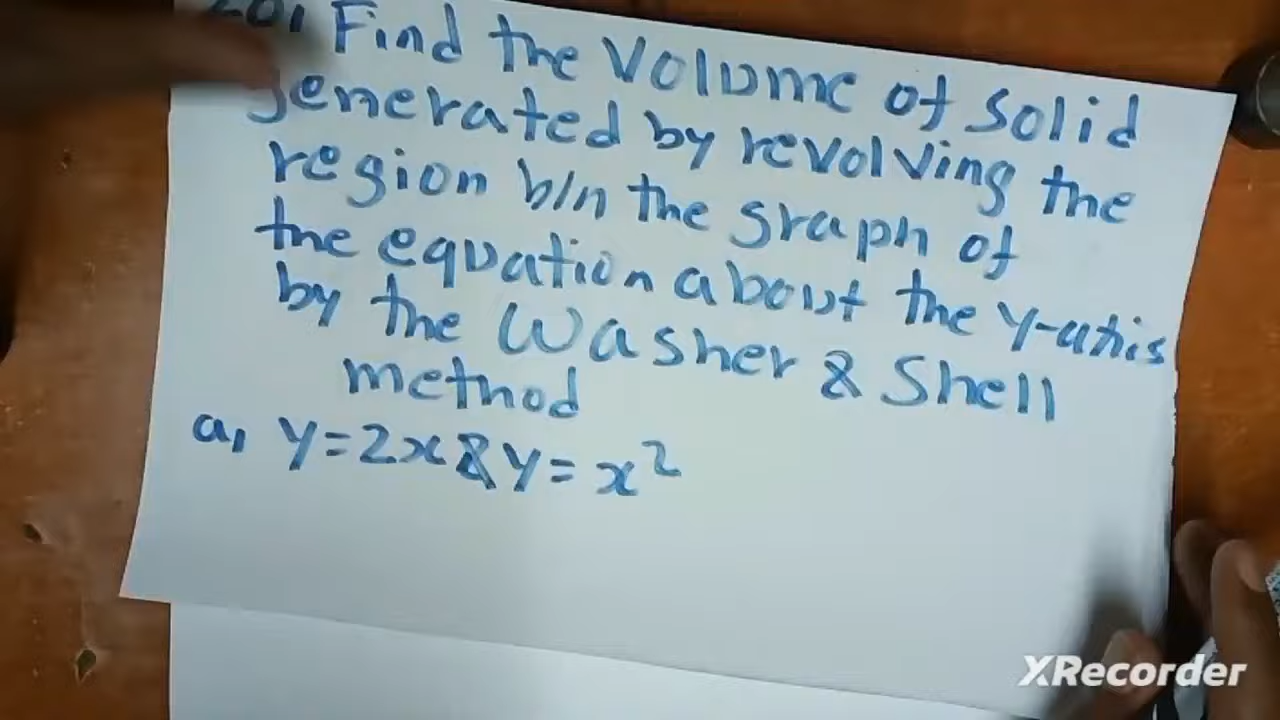 Find the Volume of Solid
generated by revolving the
region b/n the graph of
the equation about the y-axis
by the Washer & Shell
method
a, y=2x & y=x²
XRecorder